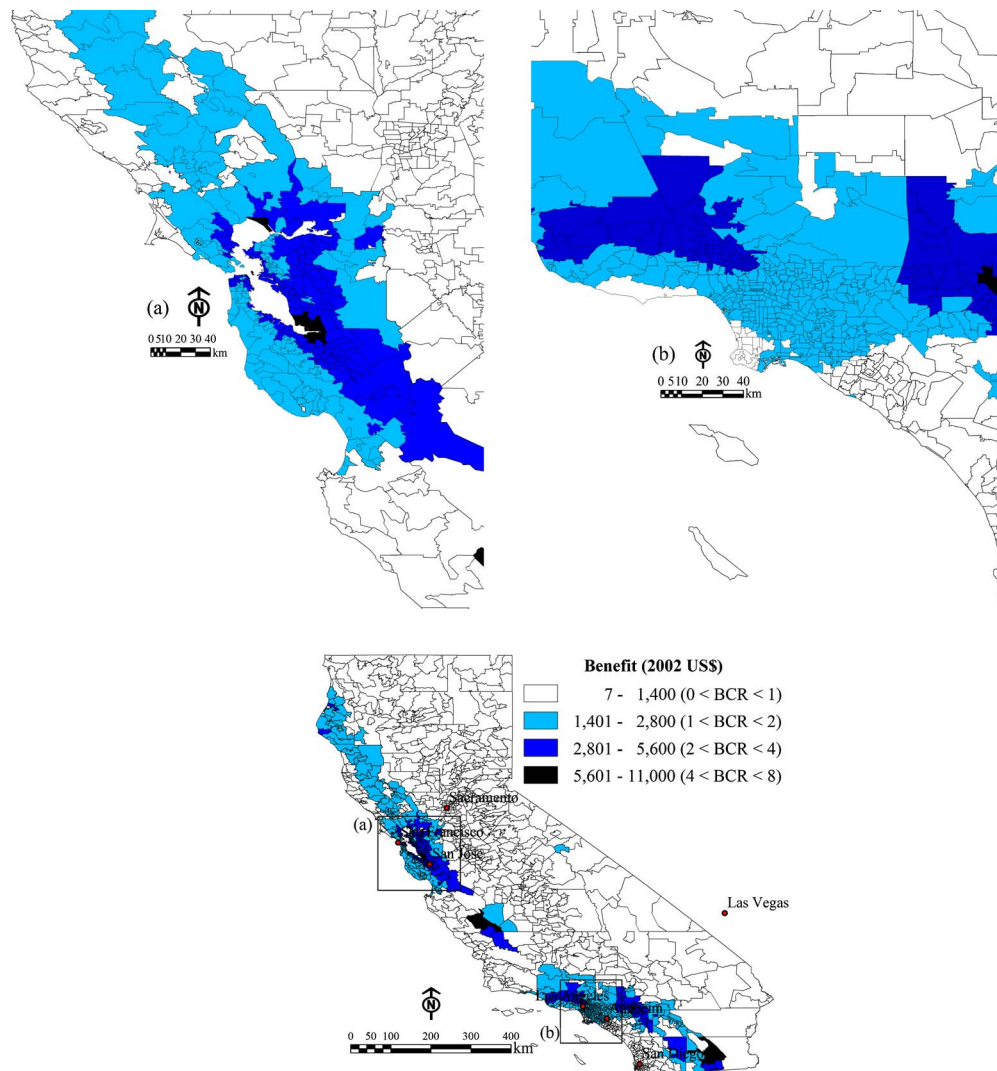 (a)
N
0 5 10 20 30 40
km
(b)
N
0 5 10 20 30 40
km
Benefit (2002 US$)
7 - 1,400 (0 < BCR < 1)
1,401 - 2,800 (1 < BCR < 2)
2,801 - 5,600 (2 < BCR < 4)
5,601 - 11,000 (4 < BCR < 8)
Sacramento
(a)
San Francisco
San Jose
Las Vegas
Los Angeles
Anaheim
(b)
San Diego
N
0 50 100 200 300 400
km